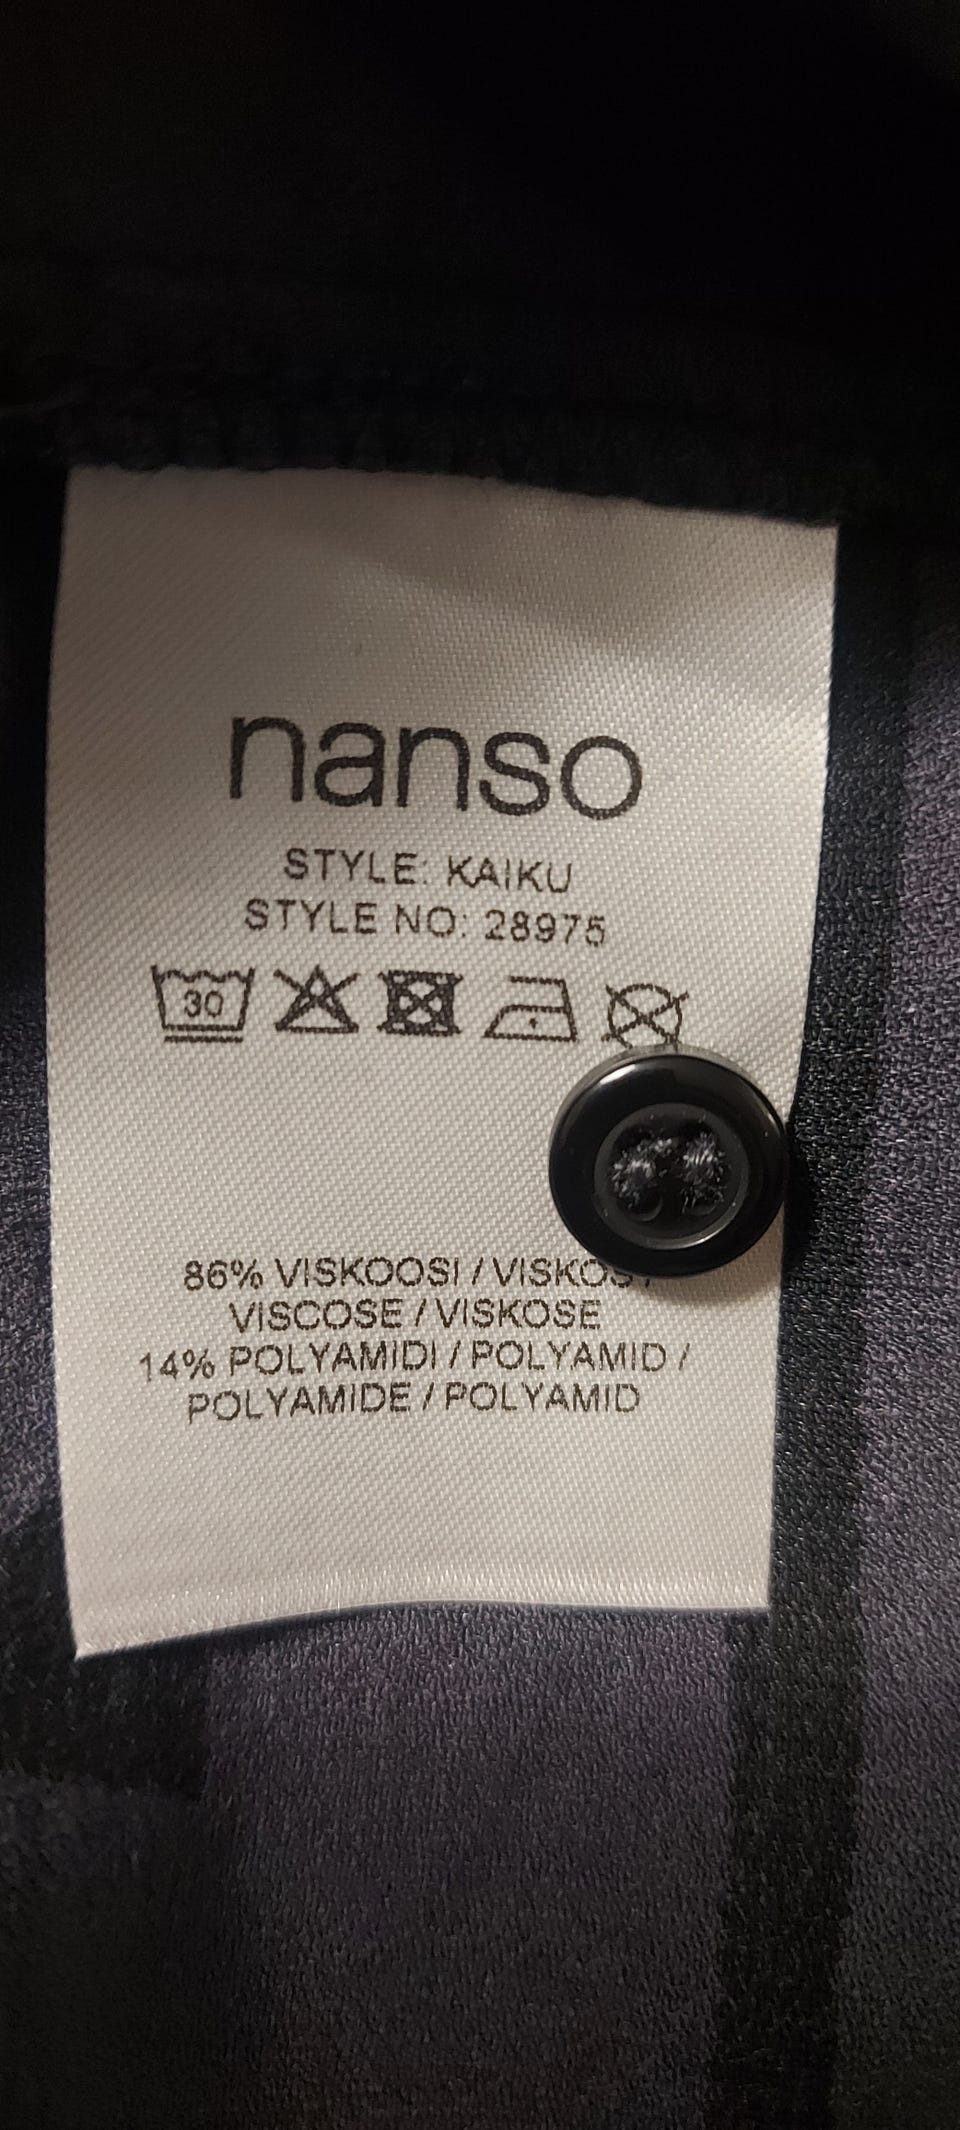 nanso
STYLE: KAIKU
STYLE NO: 28975
30
86% VISKOOSI /
VISCOSE / VISKOSE
14% POLYAMIDI / POLYAMID /
POLYAMIDE / POLYAMID